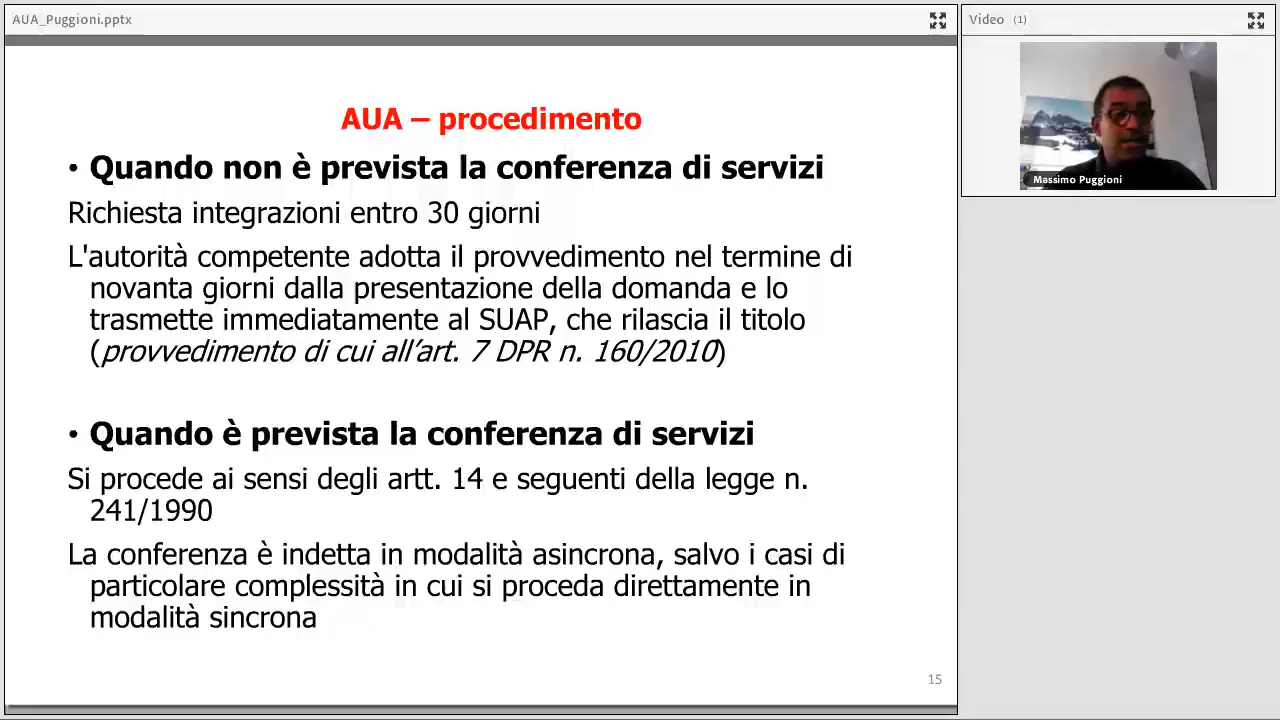 AUA_Puggioni.pptx
Video (1)
Massimo Puggioni
AUA – procedimento
• Quando non è prevista la conferenza di servizi
Richiesta integrazioni entro 30 giorni
L'autorità competente adotta il provvedimento nel termine di
novanta giorni dalla presentazione della domanda e lo
trasmette immediatamente al SUAP, che rilascia il titolo
(provvedimento di cui all’art. 7 DPR n. 160/2010)
• Quando è prevista la conferenza di servizi
Si procede ai sensi degli artt. 14 e seguenti della legge n.
241/1990
La conferenza è indetta in modalità asincrona, salvo i casi di
particolare complessità in cui si proceda direttamente in
modalità sincrona
15